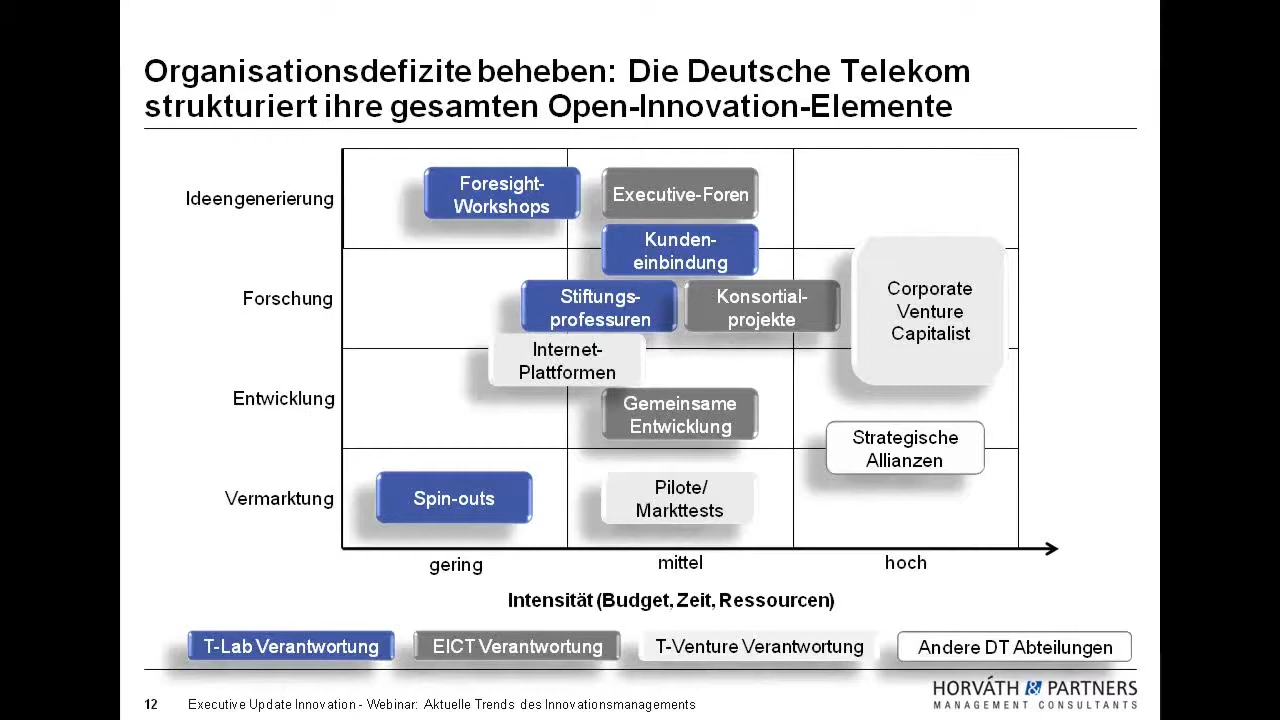 Organisationsdefizite beheben: Die Deutsche Telekom
strukturiert ihre gesamten Open-Innovation-Elemente
Ideengenerierung
Foresight-
Workshops
Executive-Foren
Kunden-
einbindung
Forschung
Stiftungs-
professuren
Konsortial-
projekte
Corporate
Venture
Capitalist
Internet-
Plattformen
Entwicklung
Gemeinsame
Entwicklung
Strategische
Allianzen
Vermarktung
Spin-outs
Pilote/
Markttests
gering
mittel
hoch
Intensität (Budget, Zeit, Ressourcen)
T-Lab Verantwortung
EICT Verantwortung
T-Venture Verantwortung
Andere DT Abteilungen
12
Executive Update Innovation - Webinar: Aktuelle Trends des Innovationsmanagements
HORVÁTH & PARTNERS
MANAGEMENT CONSULTANTS